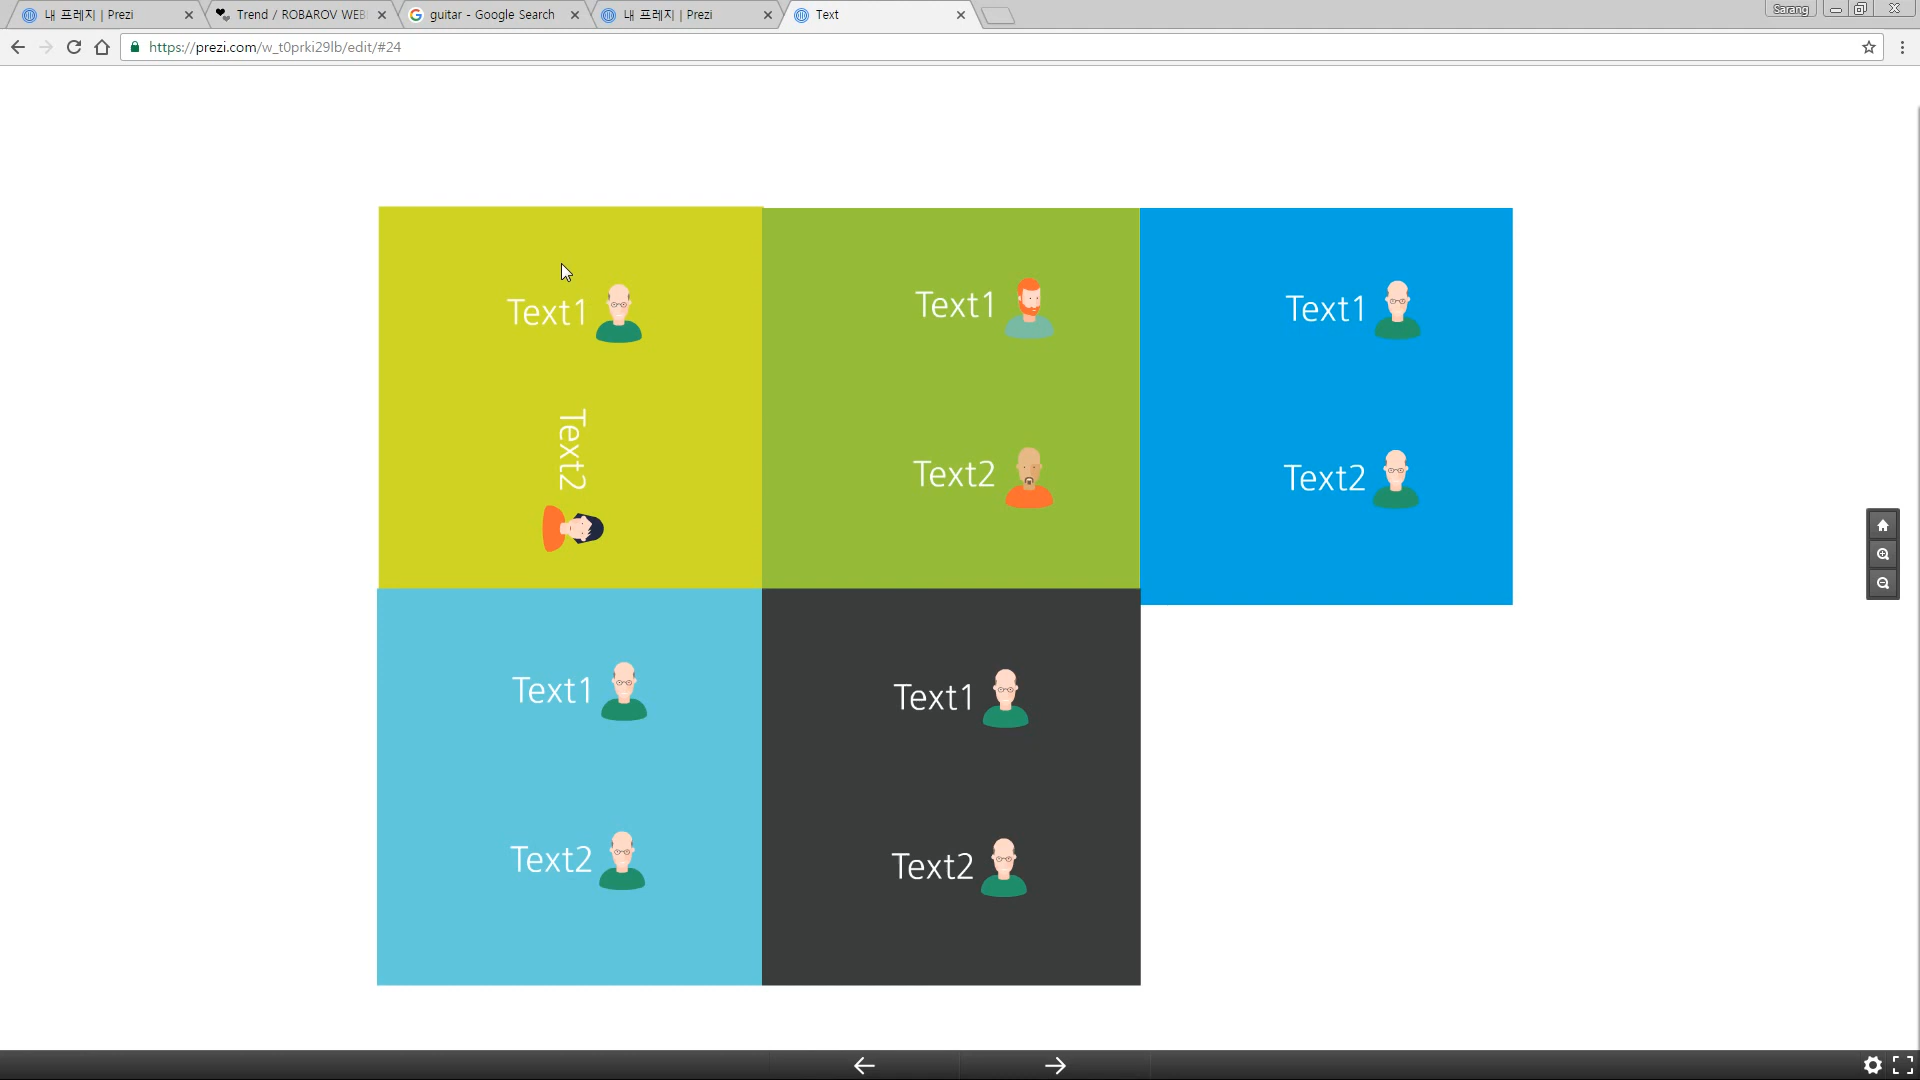 내 프레지 | Prezi
Trend / ROBAROV WEB
guitar - Google Search
내 프레지 | Prezi
Text
Sarang
https://prezi.com/w_t0prki29lb/edit/#24
Text1
Text1
Text1
Text2
Text2
Text2
Text1
Text1
Text2
Text2